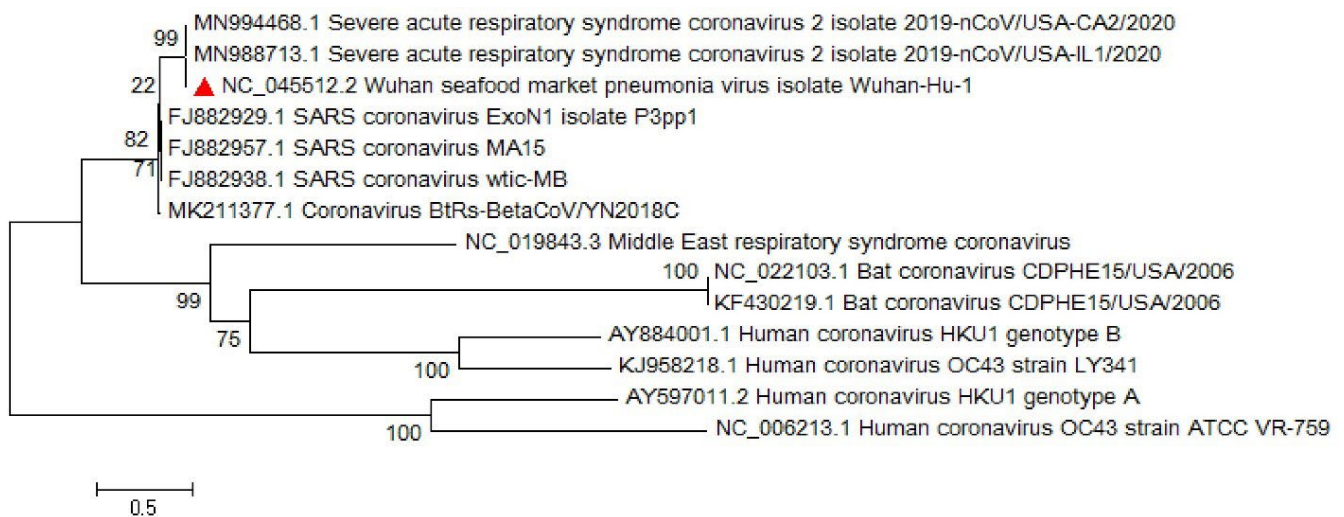 MN994468.1 Severe acute respiratory syndrome coronavirus 2 isolate 2019-nCoV/USA-CA2/2020
99
MN988713.1 Severe acute respiratory syndrome coronavirus 2 isolate 2019-nCoV/USA-IL1/2020
22
NC_045512.2 Wuhan seafood market pneumonia virus isolate Wuhan-Hu-1
FJ882929.1 SARS coronavirus ExoN1 isolate P3pp1
82
FJ882957.1 SARS coronavirus MA15
71
FJ882938.1 SARS coronavirus wtic-MB
MK211377.1 Coronavirus BtRs-BetaCoV/YN2018C
NC_019843.3 Middle East respiratory syndrome coronavirus
100
NC_022103.1 Bat coronavirus CDPHE15/USA/2006
99
KF430219.1 Bat coronavirus CDPHE15/USA/2006
75
AY884001.1 Human coronavirus HKU1 genotype B
100
KJ958218.1 Human coronavirus OC43 strain LY341
AY597011.2 Human coronavirus HKU1 genotype A
100
NC_006213.1 Human coronavirus OC43 strain ATCC VR-759
0.5